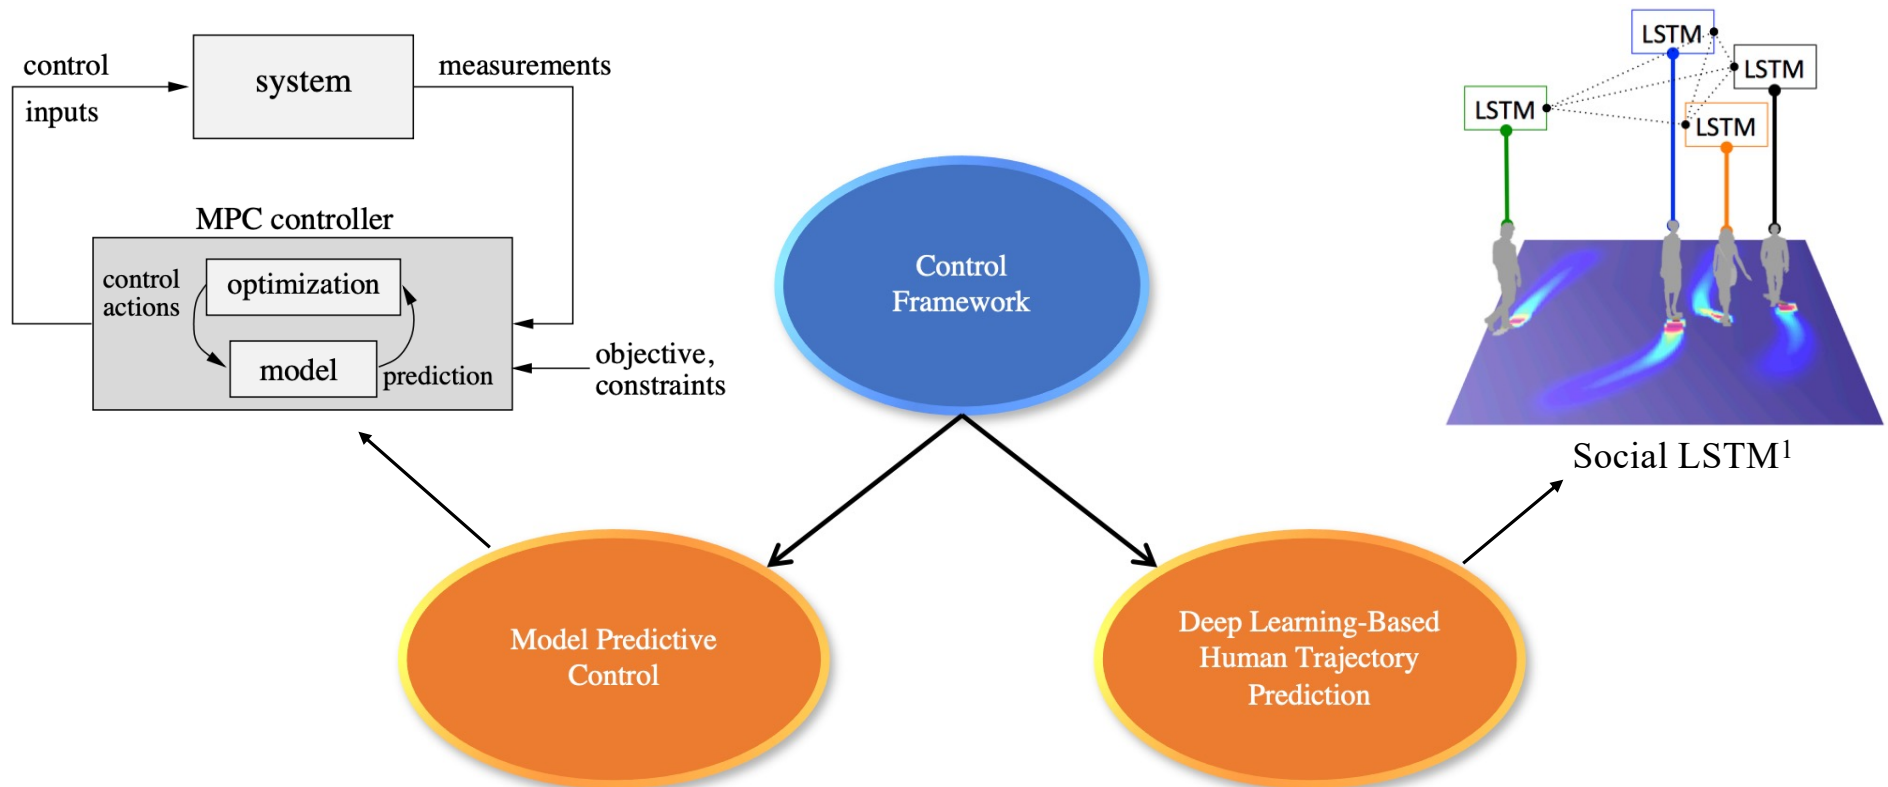 control
inputs
system
measurements
MPC controller
control
actions
optimization
model
prediction
objective,
constraints
Control
Framework
LSTM
LSTM
LSTM
LSTM
Social LSTM¹
Model Predictive
Control
Deep Learning-Based
Human Trajectory
Prediction